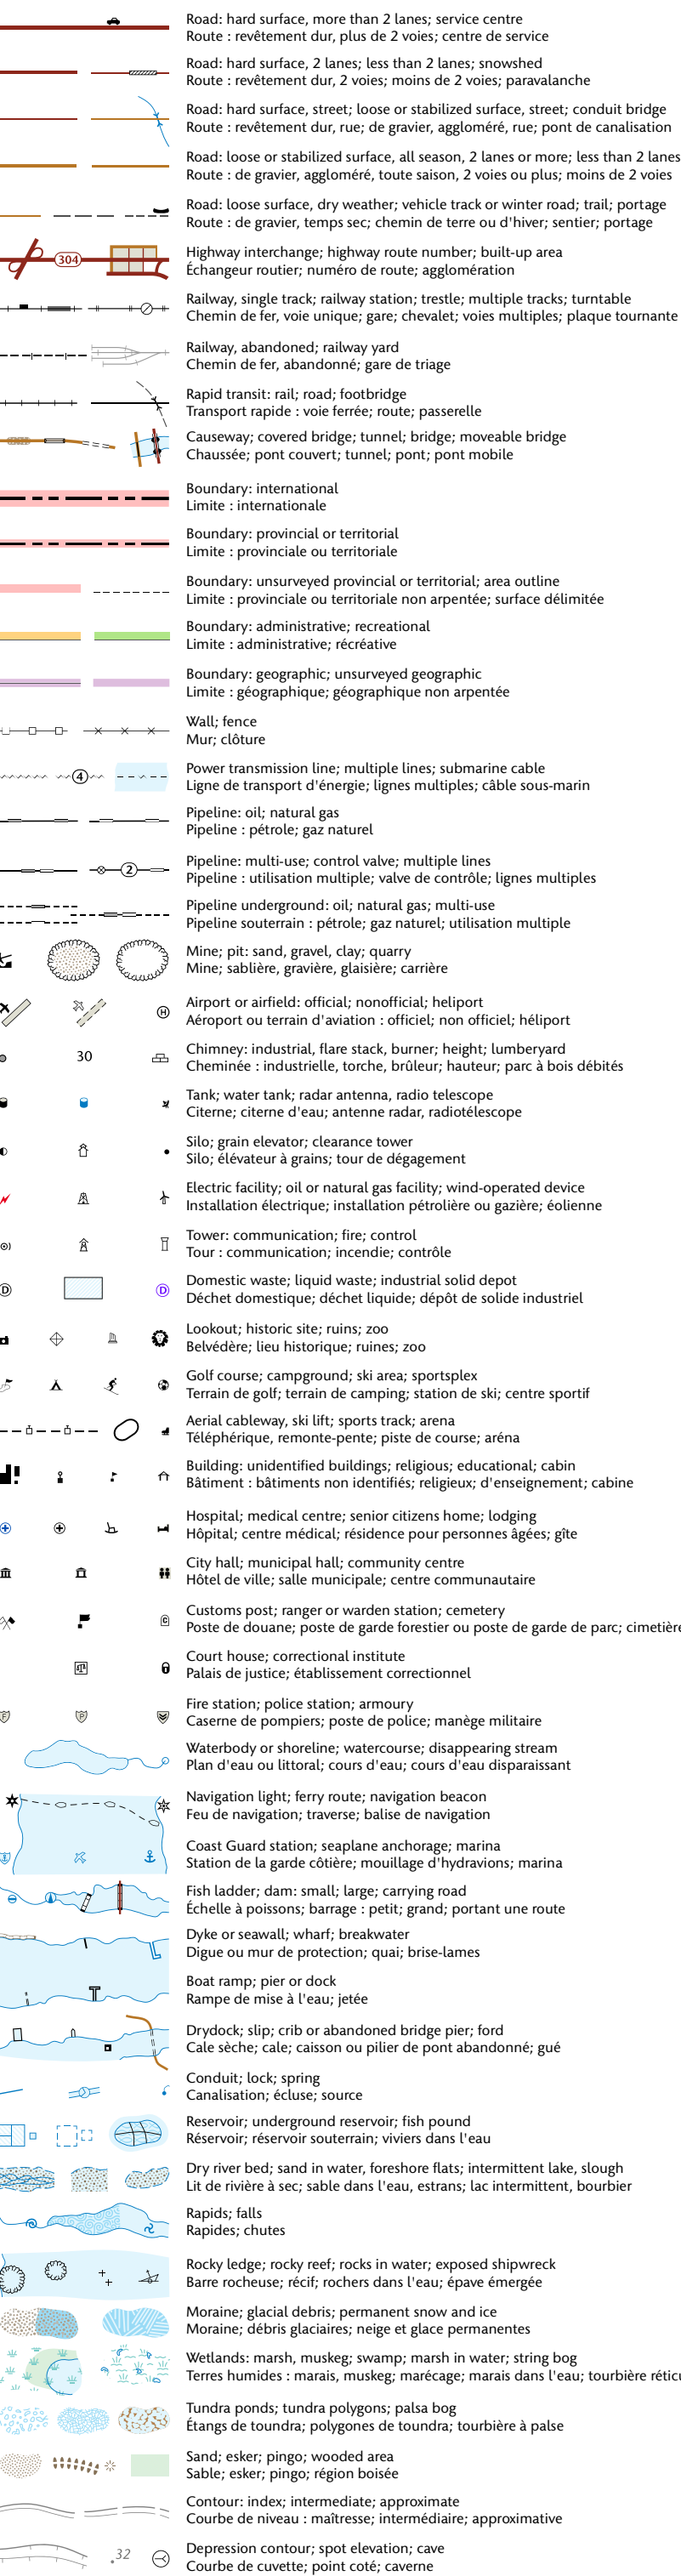 Road: hard surface, more than 2 lanes; service centre
Route : revêtement dur, plus de 2 voies; centre de service
Road: hard surface, 2 lanes; less than 2 lanes; snowshed
Route : revêtement dur, 2 voies; moins de 2 voies; paravalanche
Road: hard surface, street; loose or stabilized surface, street; conduit bridge
Route : revêtement dur, rue; de gravier, aggloméré, rue; pont de canalisation
Road: loose or stabilized surface, all season, 2 lanes or more; less than 2 lanes
Route : de gravier, aggloméré, toute saison, 2 voies ou plus; moins de 2 voies
Road: loose surface, dry weather; vehicle track or winter road; trail; portage
Route : de gravier, temps sec; chemin de terre ou d'hiver; sentier; portage
304
Highway interchange; highway route number; built-up area
Échangeur routier; numéro de route; agglomération
Railway, single track; railway station; trestle; multiple tracks; turntable
Chemin de fer, voie unique; gare; chevalet; voies multiples; plaque tournante
Railway, abandoned; railway yard
Chemin de fer, abandonné; gare de triage
Rapid transit: rail; road; footbridge
Transport rapide : voie ferrée; route; passerelle
Causeway; covered bridge; tunnel; bridge; moveable bridge
Chaussée; pont couvert; tunnel; pont; pont mobile
Boundary: international
Limite : internationale
Boundary: provincial or territorial
Limite : provinciale ou territoriale
Boundary: unsurveyed provincial or territorial; area outline
Limite : provinciale ou territoriale non arpentée; surface délimitée
Boundary: administrative; recreational
Limite : administrative; récréative
Boundary: geographic; unsurveyed geographic
Limite : géographique; géographique non arpentée
Wall; fence
Mur; clôture
4
Power transmission line; multiple lines; submarine cable
Ligne de transport d'énergie; lignes multiples; câble sous-marin
Pipeline: oil; natural gas
Pipeline : pétrole; gaz naturel
2
Pipeline: multi-use; control valve; multiple lines
Pipeline : utilisation multiple; valve de contrôle; lignes multiples
Pipeline underground: oil; natural gas; multi-use
Pipeline souterrain : pétrole; gaz naturel; utilisation multiple
Mine; pit: sand, gravel, clay; quarry
Mine; sablière, gravière, glaisière; carrière
H
Airport or airfield: official; nonofficial; heliport
Aéroport ou terrain d'aviation : officiel; non officiel; héliport
30
Chimney: industrial, flare stack, burner; height; lumberyard
Cheminée : industrielle, torche, brûleur; hauteur; parc à bois débités
Tank; water tank; radar antenna, radio telescope
Citerne; citerne d'eau; antenne radar, radiotélescope
Silo; grain elevator; clearance tower
Silo; élévateur à grains; tour de dégagement
Electric facility; oil or natural gas facility; wind-operated device
Installation électrique; installation pétrolière ou gazière; éolienne
Tower: communication; fire; control
Tour : communication; incendie; contrôle
D D
Domestic waste; liquid waste; industrial solid depot
Déchet domestique; déchet liquide; dépôt de solide industriel
Lookout; historic site; ruins; zoo
Belvédère; lieu historique; ruines; zoo
Golf course; campground; ski area; sportsplex
Terrain de golf; terrain de camping; station de ski; centre sportif
Aerial cableway, ski lift; sports track; arena
Téléphérique, remonte-pente; piste de course; aréna
Building: unidentified buildings; religious; educational; cabin
Bâtiment : bâtiments non identifiés; religieux; d'enseignement; cabine
Hospital; medical centre; senior citizens home; lodging
Hôpital; centre médical; résidence pour personnes âgées; gîte
City hall; municipal hall; community centre
Hôtel de ville; salle municipale; centre communautaire
C
Customs post; ranger or warden station; cemetery
Poste de douane; poste de garde forestier ou poste de garde de parc; cimetière
Court house; correctional institute
Palais de justice; établissement correctionnel
F P
Fire station; police station; armoury
Caserne de pompiers; poste de police; manège militaire
Waterbody or shoreline; watercourse; disappearing stream
Plan d'eau ou littoral; cours d'eau; cours d'eau disparaissant
Navigation light; ferry route; navigation beacon
Feu de navigation; traverse; balise de navigation
Coast Guard station; seaplane anchorage; marina
Station de la garde côtière; mouillage d'hydravions; marina
Fish ladder; dam: small; large; carrying road
Échelle à poissons; barrage : petit; grand; portant une route
Dyke or seawall; wharf; breakwater
Digue ou mur de protection; quai; brise-lames
Boat ramp; pier or dock
Rampe de mise à l'eau; jetée
Drydock; slip; crib or abandoned bridge pier; ford
Cale sèche; cale; caisson ou pilier de pont abandonné; gué
Conduit; lock; spring
Canalisation; écluse; source
Reservoir; underground reservoir; fish pound
Réservoir; réservoir souterrain; viviers dans l'eau
Dry river bed; sand in water, foreshore flats; intermittent lake, slough
Lit de rivière à sec; sable dans l'eau, estrans; lac intermittent, bourbier
Rapids; falls
Rapides; chutes
Rocky ledge; rocky reef; rocks in water; exposed shipwreck
Barre rocheuse; récif; rochers dans l'eau; épave émergée
Moraine; glacial debris; permanent snow and ice
Moraine; débris glaciaires; neige et glace permanentes
Wetlands: marsh, muskeg; swamp; marsh in water; string bog
Terres humides : marais, muskeg; marécage; marais dans l'eau; tourbière
Tundra ponds; tundra polygons; palsa bog
Étangs de toundra; polygones de toundra; tourbière à palse
Sand; esker; pingo; wooded area
Sable; esker; pingo; région boisée
Contour: index; intermediate; approximate
Courbe de niveau : maîtresse; intermédiaire; approximative
.32
Depression contour; spot elevation; cave
Courbe de cuvette; point coté; caverne